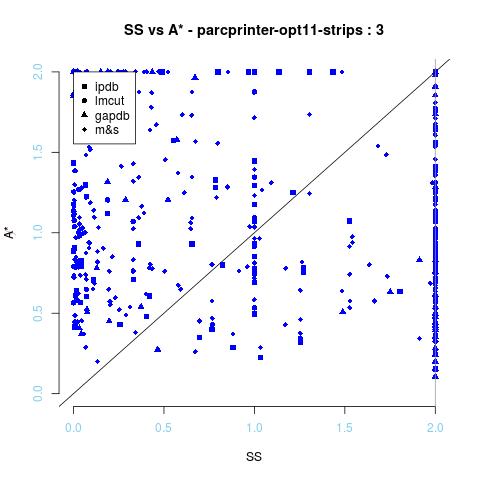 SS vs A* - parcprinter-opt11-strips : 3
ipdb
lmcut
gapdb
m&s
2.0
1.5
1.0
0.5
0.0
A*
0.0 0.5 1.0 1.5 2.0
SS